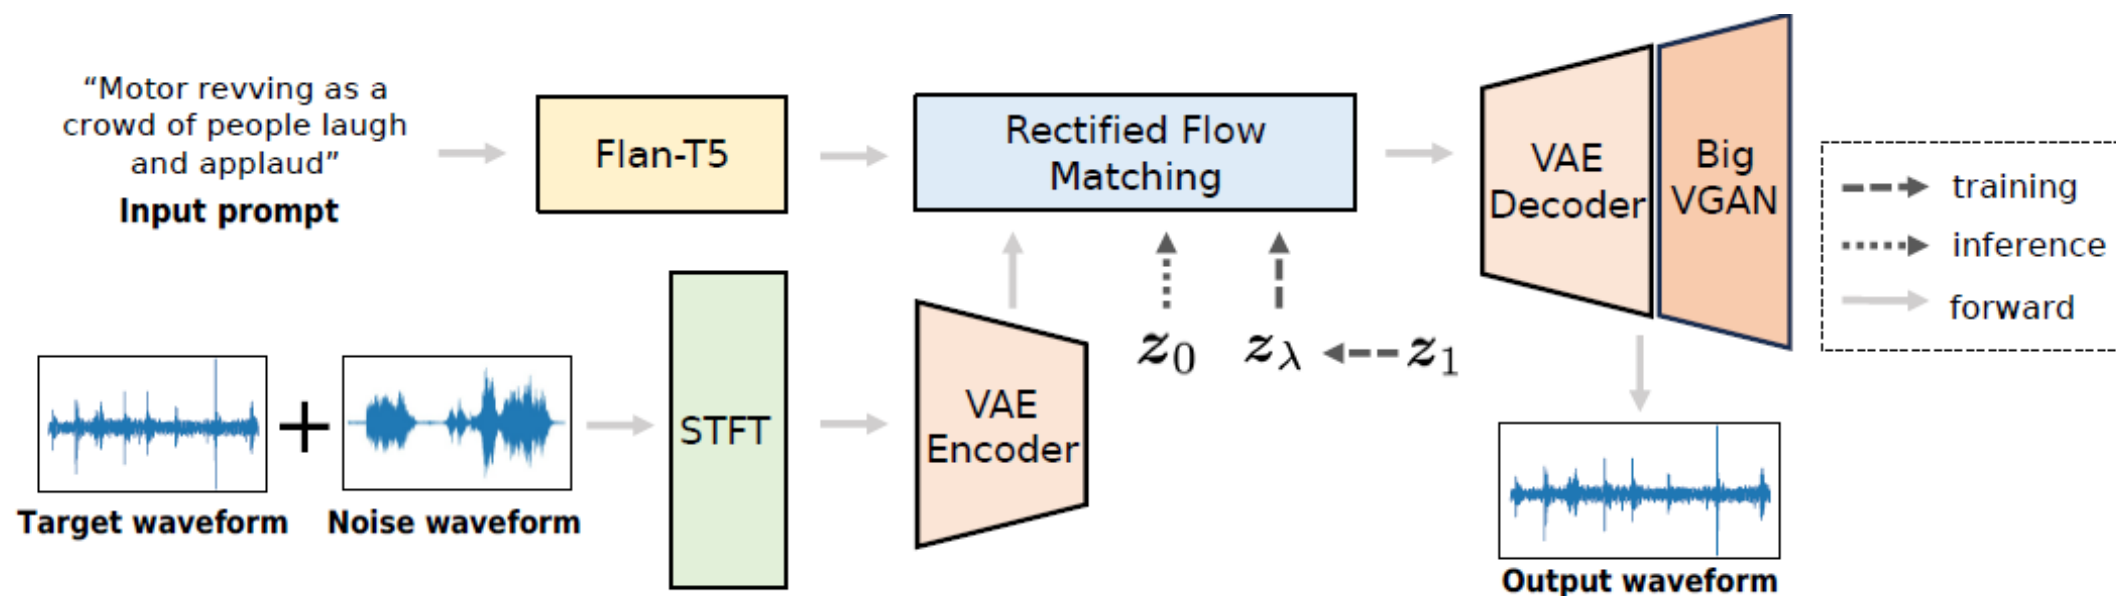 “Motor revving as a
crowd of people laugh
and applaud”
Input prompt
Flan-T5
Rectified Flow
Matching
VAE
Decoder
Big
VGAN
training
inference
forward
Target waveform
+
Noise waveform
STFT
VAE
Encoder
z₀
z_λ
z₁
Output waveform